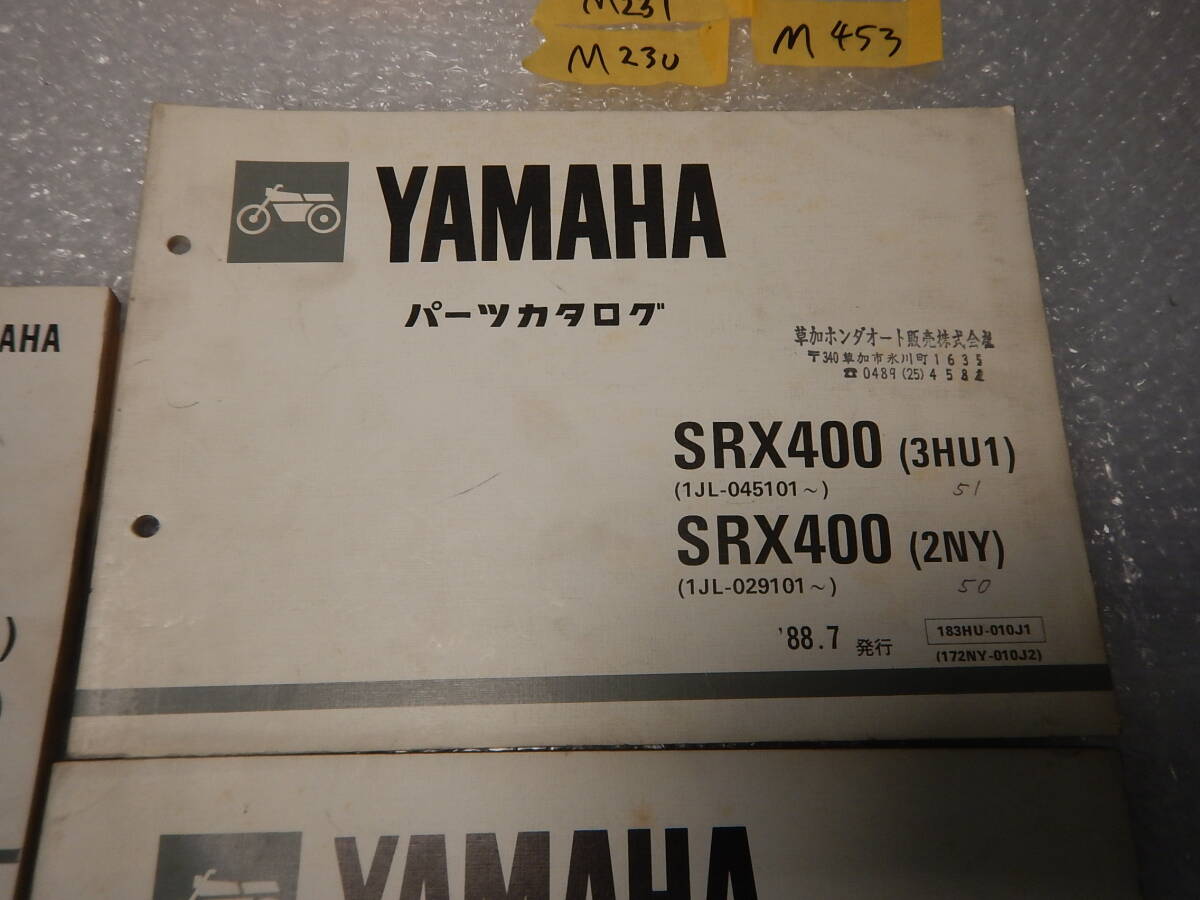 M231
M230
M453
YAMAHA
パーツカタログ
草加ホンダオート販売株式会社
〒340 草加市氷川町1635
☎ 0489 (25) 4582
AHA
SRX400 (3HU1)
(1JL-045101~)
51
SRX400 (2NY)
(1JL-029101~)
50
'88.7 発行
183HU-010J1
(172NY-010J2)
)
YAMAHA